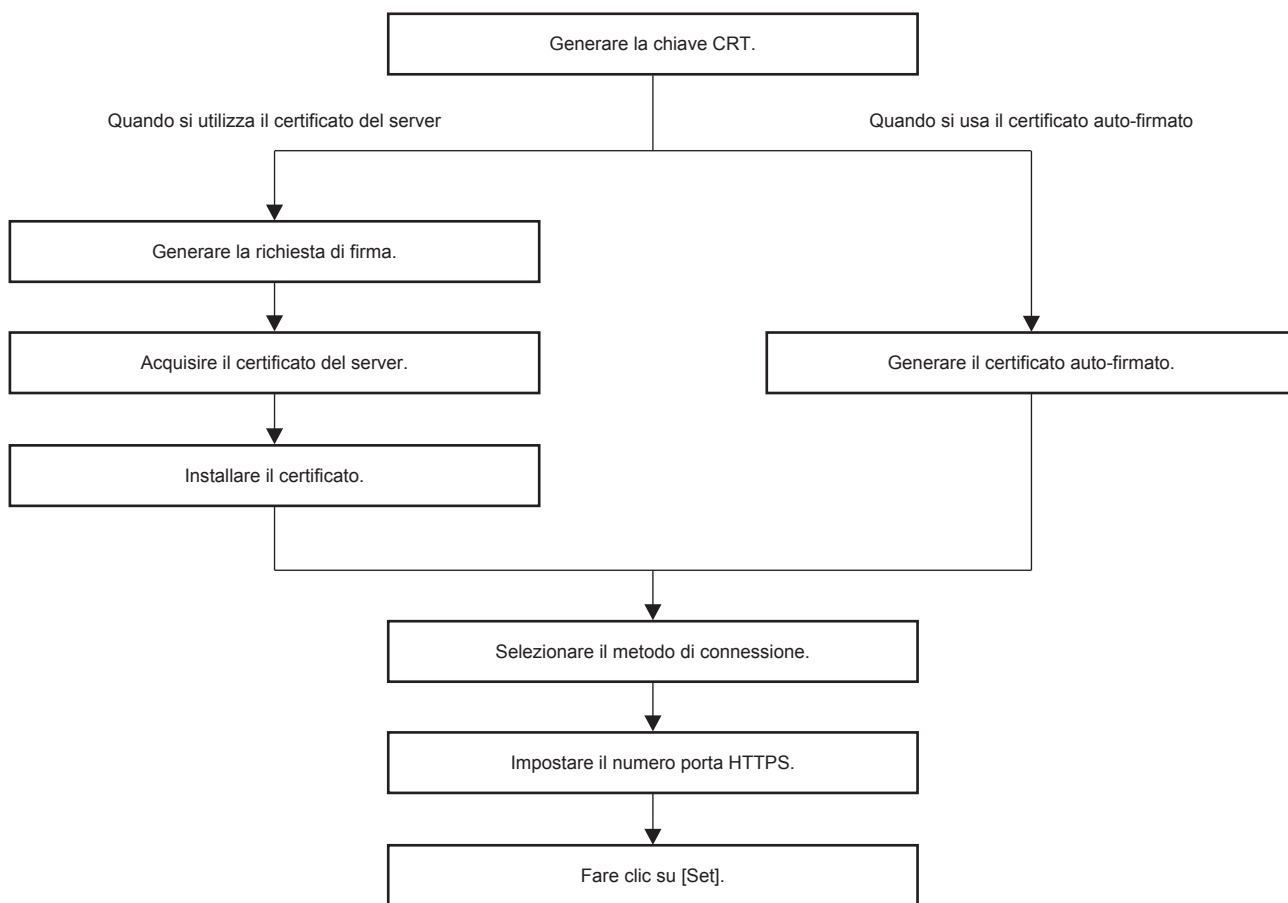 Generare la chiave CRT.
Quando si utilizza il certificato del server
Quando si usa il certificato auto-firmato
Generare la richiesta di firma.
Acquisire il certificato del server.
Generare il certificato auto-firmato.
Installare il certificato.
Selezionare il metodo di connessione.
Impostare il numero porta HTTPS.
Fare clic su [Set].